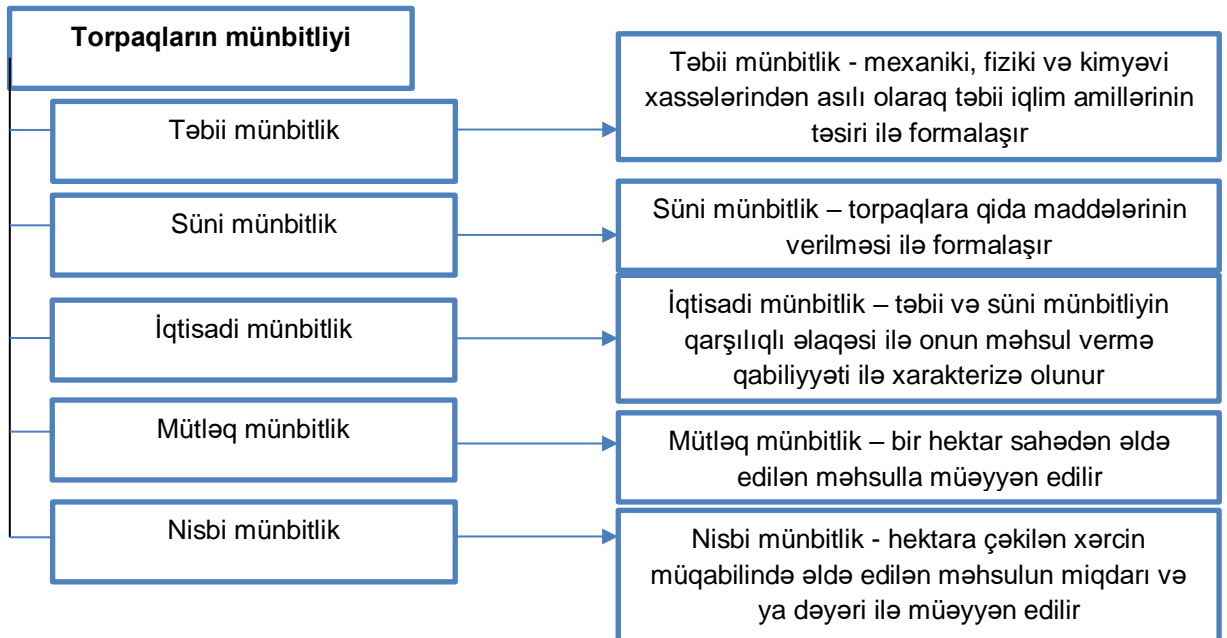 Torpaqların münbitliyi
Təbii münbitlik
Təbii münbitlik - mexaniki, fiziki və kimyəvi
xassələrindən asılı olaraq təbii iqlim amillərinin
təsiri ilə formalaşır
Süni münbitlik
Süni münbitlik – torpaqlara qida maddələrinin
verilməsi ilə formalaşır
İqtisadi münbitlik
İqtisadi münbitlik – təbii və süni münbitliyin
qarşılıqlı əlaqəsi ilə onun məhsul vermə
qabiliyyəti ilə xarakterizə olunur
Mütləq münbitlik
Mütləq münbitlik – bir hektar sahədən əldə
edilən məhsulla müəyyən edilir
Nisbi münbitlik
Nisbi münbitlik - hektara çəkilən xərcin
müqabilində əldə edilən məhsulun miqdarı və
ya dəyəri ilə müəyyən edilir